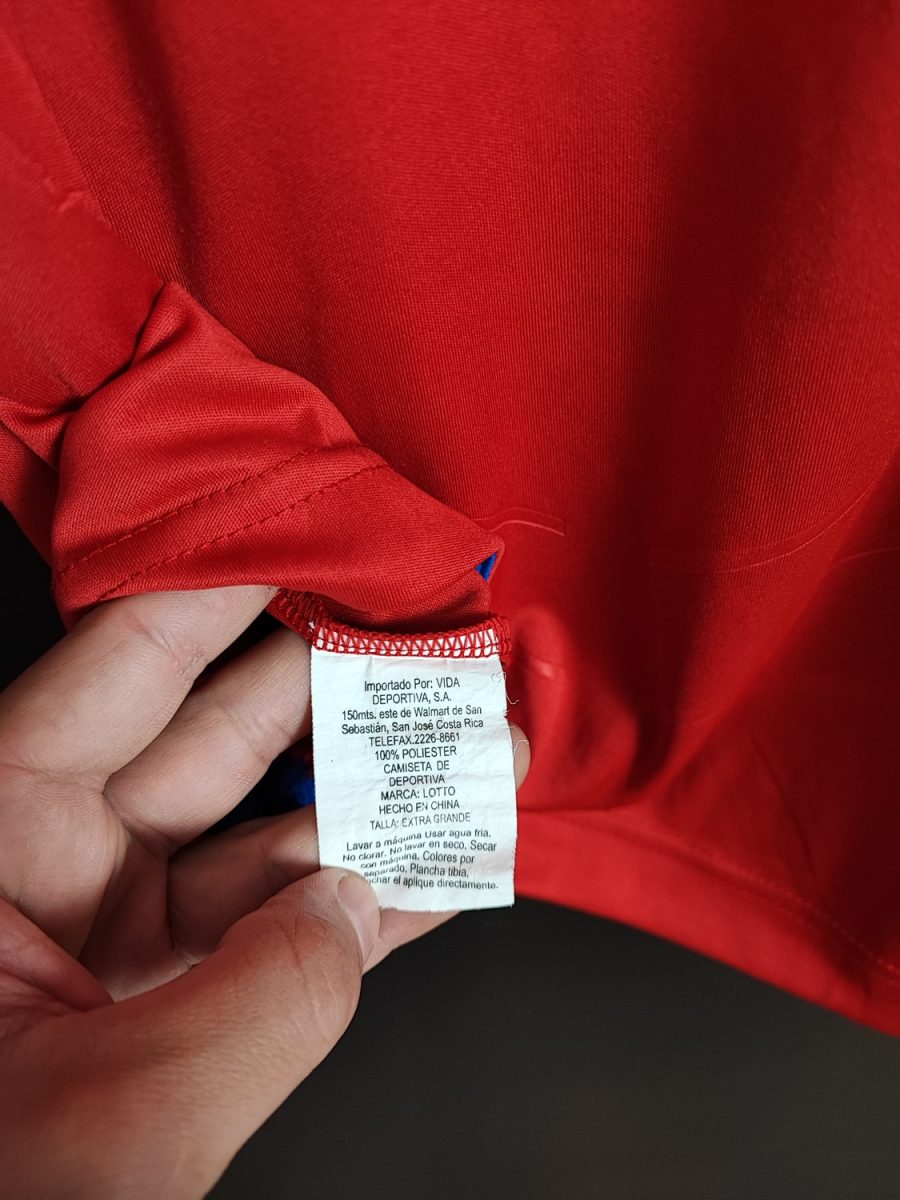 Importado Por: VIDA
DEPORTIVA, S.A.
150mts. este de Walmart de San
Sebastián, San José Costa Rica
TELEFAX.2226-8661
100% POLIESTER
CAMISETA DE
DEPORTIVA
MARCA: LOTTO
HECHO EN CHINA
TALLA: EXTRA GRANDE
Lavar a máquina Usar agua fria.
No clorar. No lavar en seco. Secar
con máquina. Colores por
separado. Plancha tibia.
el aplique directamente.